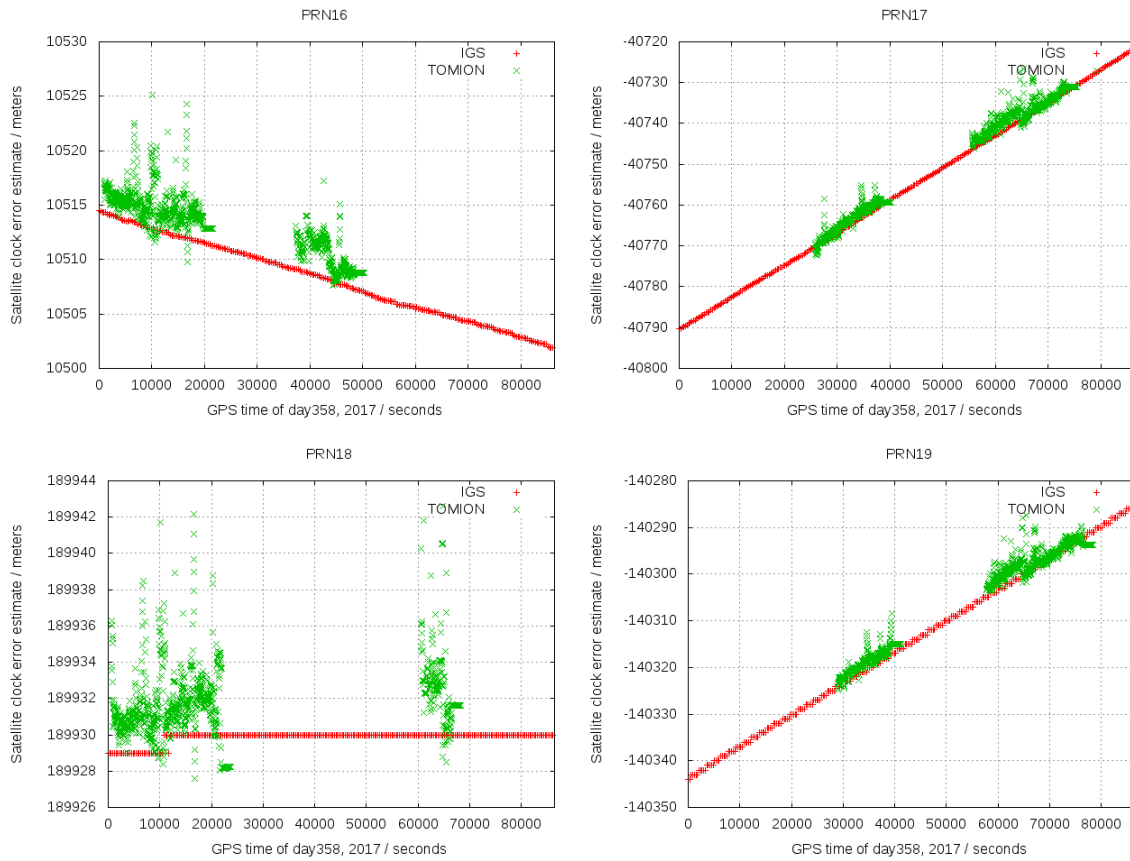 PRN16
10530
10525
10520
10515
10510
10505
10500
0 10000 20000 30000 40000 50000 60000 70000 80000
Satellite clock error estimate / meters
GPS time of day358, 2017 / seconds
IGS
TOMION
PRN17
-40720
-40730
-40740
-40750
-40760
-40770
-40780
-40790
-40800
0 10000 20000 30000 40000 50000 60000 70000 80000
Satellite clock error estimate / meters
GPS time of day358, 2017 / seconds
IGS
TOMION
PRN18
189944
189942
189940
189938
189936
189934
189932
189930
189928
189926
0 10000 20000 30000 40000 50000 60000 70000 80000
Satellite clock error estimate / meters
GPS time of day358, 2017 / seconds
IGS
TOMION
PRN19
-140280
-140290
-140300
-140310
-140320
-140330
-140340
-140350
0 10000 20000 30000 40000 50000 60000 70000 80000
Satellite clock error estimate / meters
GPS time of day358, 2017 / seconds
IGS
TOMION